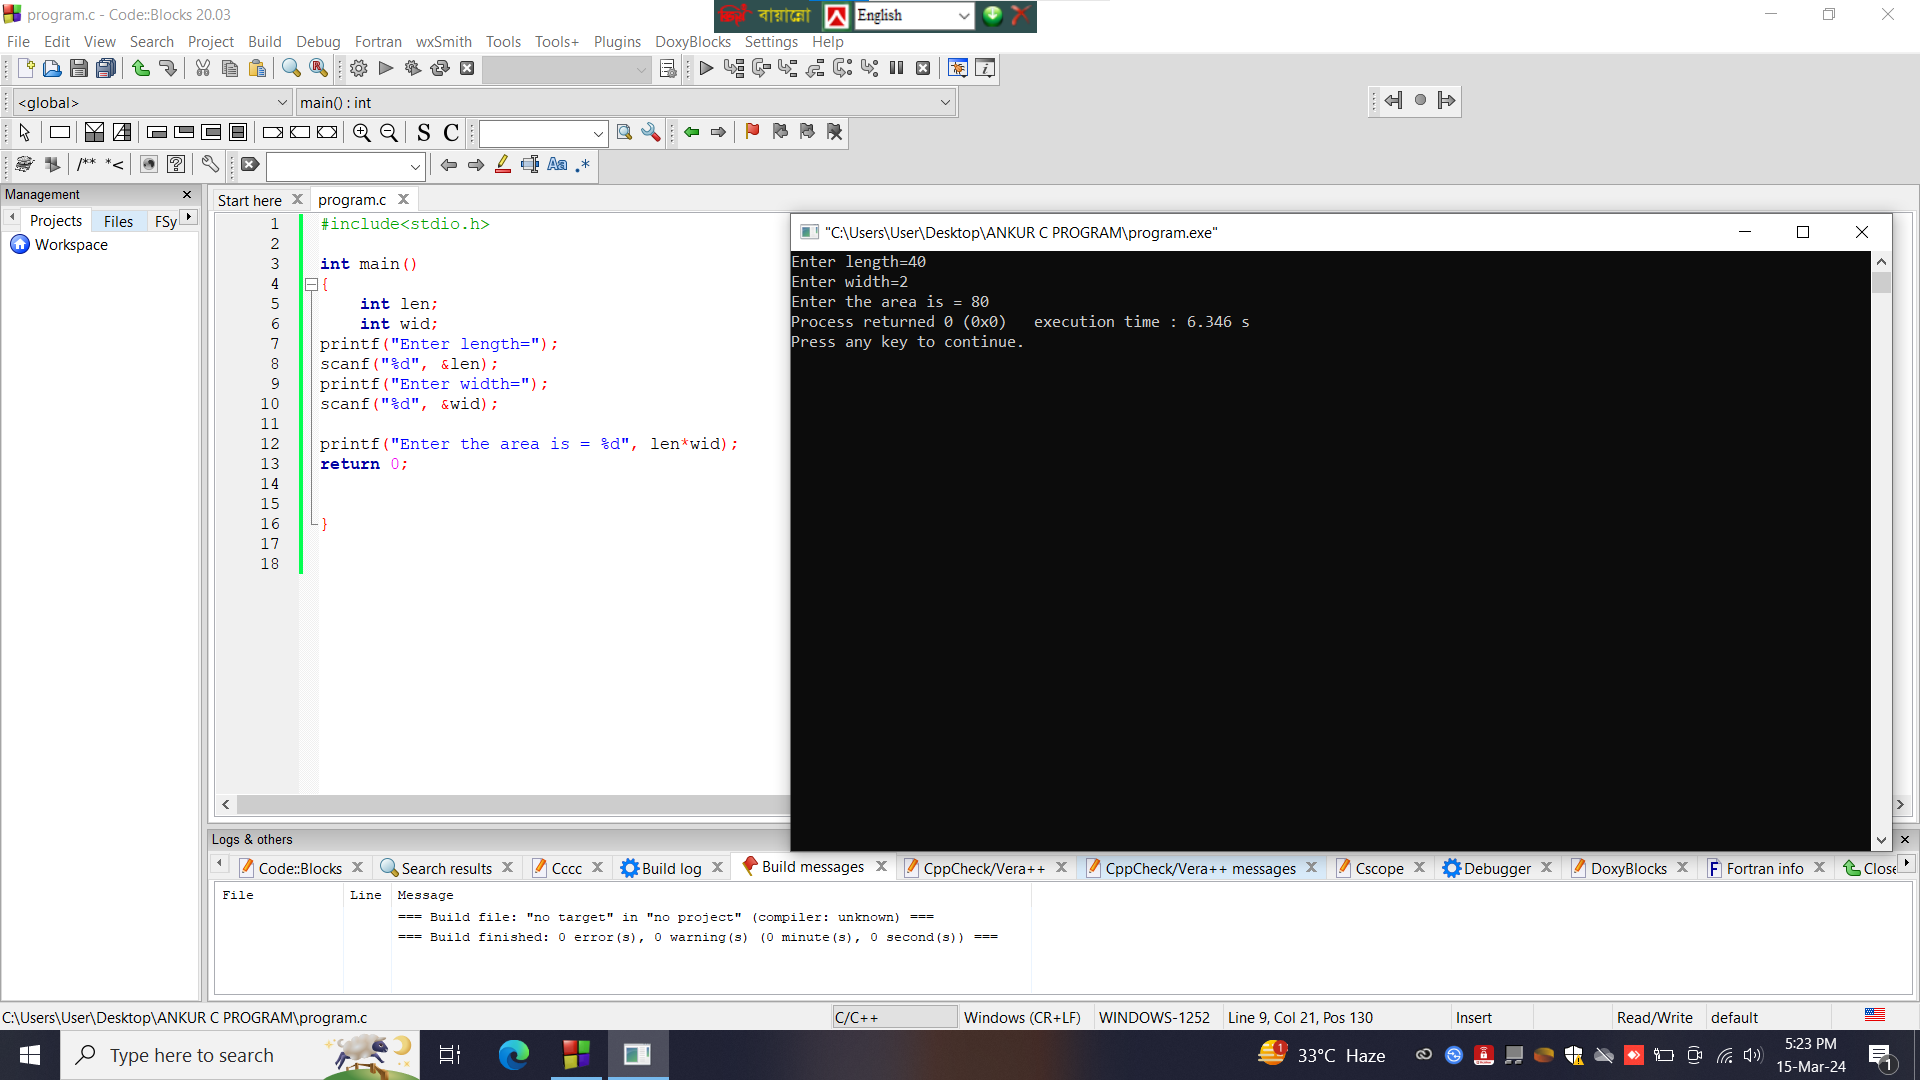 program.c - Code::Blocks 20.03
বায়ান্নো English
File Edit View Search Project Build Debug Fortran wxSmith Tools Tools+ Plugins DoxyBlocks Settings Help
<global> main() : int
S C
/** *<
Aa .*
Management
Projects Files FSy
Workspace
Start here program.c
1 #include<stdio.h>
2
3 int main()
4 {
5 int len;
6 int wid;
7 printf("Enter length=");
8 scanf("%d", &len);
9 printf("Enter width=");
10 scanf("%d", &wid);
11
12 printf("Enter the area is = %d", len*wid);
13 return 0;
14
15
16 }
17
18
"C:\Users\User\Desktop\ANKUR C PROGRAM\program.exe"
Enter length=40
Enter width=2
Enter the area is = 80
Process returned 0 (0x0) execution time : 6.346 s
Press any key to continue.
Logs & others
Code::Blocks Search results Cccc Build log Build messages CppCheck/Vera++ CppCheck/Vera++ messages Cscope Debugger DoxyBlocks Fortran info Close
File Line Message
=== Build file: "no target" in "no project" (compiler: unknown) ===
=== Build finished: 0 error(s), 0 warning(s) (0 minute(s), 0 second(s)) ===
C:\Users\User\Desktop\ANKUR C PROGRAM\program.c C/C++ Windows (CR+LF) WINDOWS-1252 Line 9, Col 21, Pos 130 Insert Read/Write default
Type here to search
1 33°C Haze
5:23 PM
15-Mar-24
1